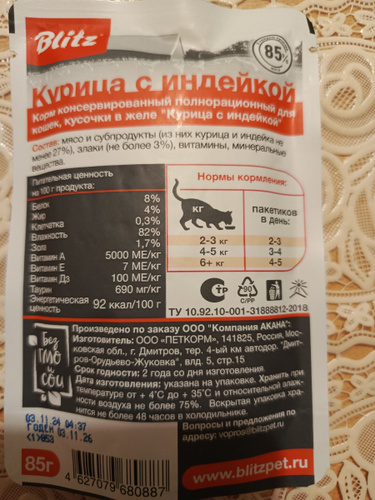 Blitz
85%
Курица с индейкой
Корм консервированный полнорационный для
кошек, кусочки в желе "Курица с индейкой"
Состав: мясо и субпродукты (из них курица и индейка не
менее 27%), злаки (не более 3%), витамины, минеральные
вещества.
Питательная ценность
на 100 г продукта:
Белок 8%
Жир 4%
Клетчатка 0,3%
Влажность 82%
Зола 1,7%
Витамин А 5000 МЕ/кг
Витамин Е 7 МЕ/кг
Витамин Д3 100 МЕ/кг
Таурин 690 мг/кг
Энергетическая
ценность 92 ккал/100 г
Нормы кормления:
кг
пакетиков
в день:
2-3 кг 2-3
4-5 кг 3-4
6+ кг 4-5
ТР
90
C/PP
ТУ 10.92.10-001-31888812-2018
Без
ГМО
и
СОИ
Произведено по заказу ООО "Компания АКАНА":
Изготовитель: ООО «ПЕТКОРМ», 141825, Россия, Мос-
ковская обл., г. Дмитров, тер. 4-ый км автодор. "Дмит-
ров-Орудьево-Жуковка", влд. 5, стр.15
Срок годности: 2 года со дня изготовления
Дата изготовления: указана на упаковке. Хранить при
температуре от + 4°С до + 35°С и относительной влаж-
ности воздуха не более 75%. Вскрытая упаковка хра-
нится не более 48 часов в холодильнике.
Вопросы и предложения по
адресу: vopros@blitzpet.ru
03.11.24 04:37
ГОДЕН 03.11.26
<1>053
85г
4 627079 680887
www.blitzpet.ru